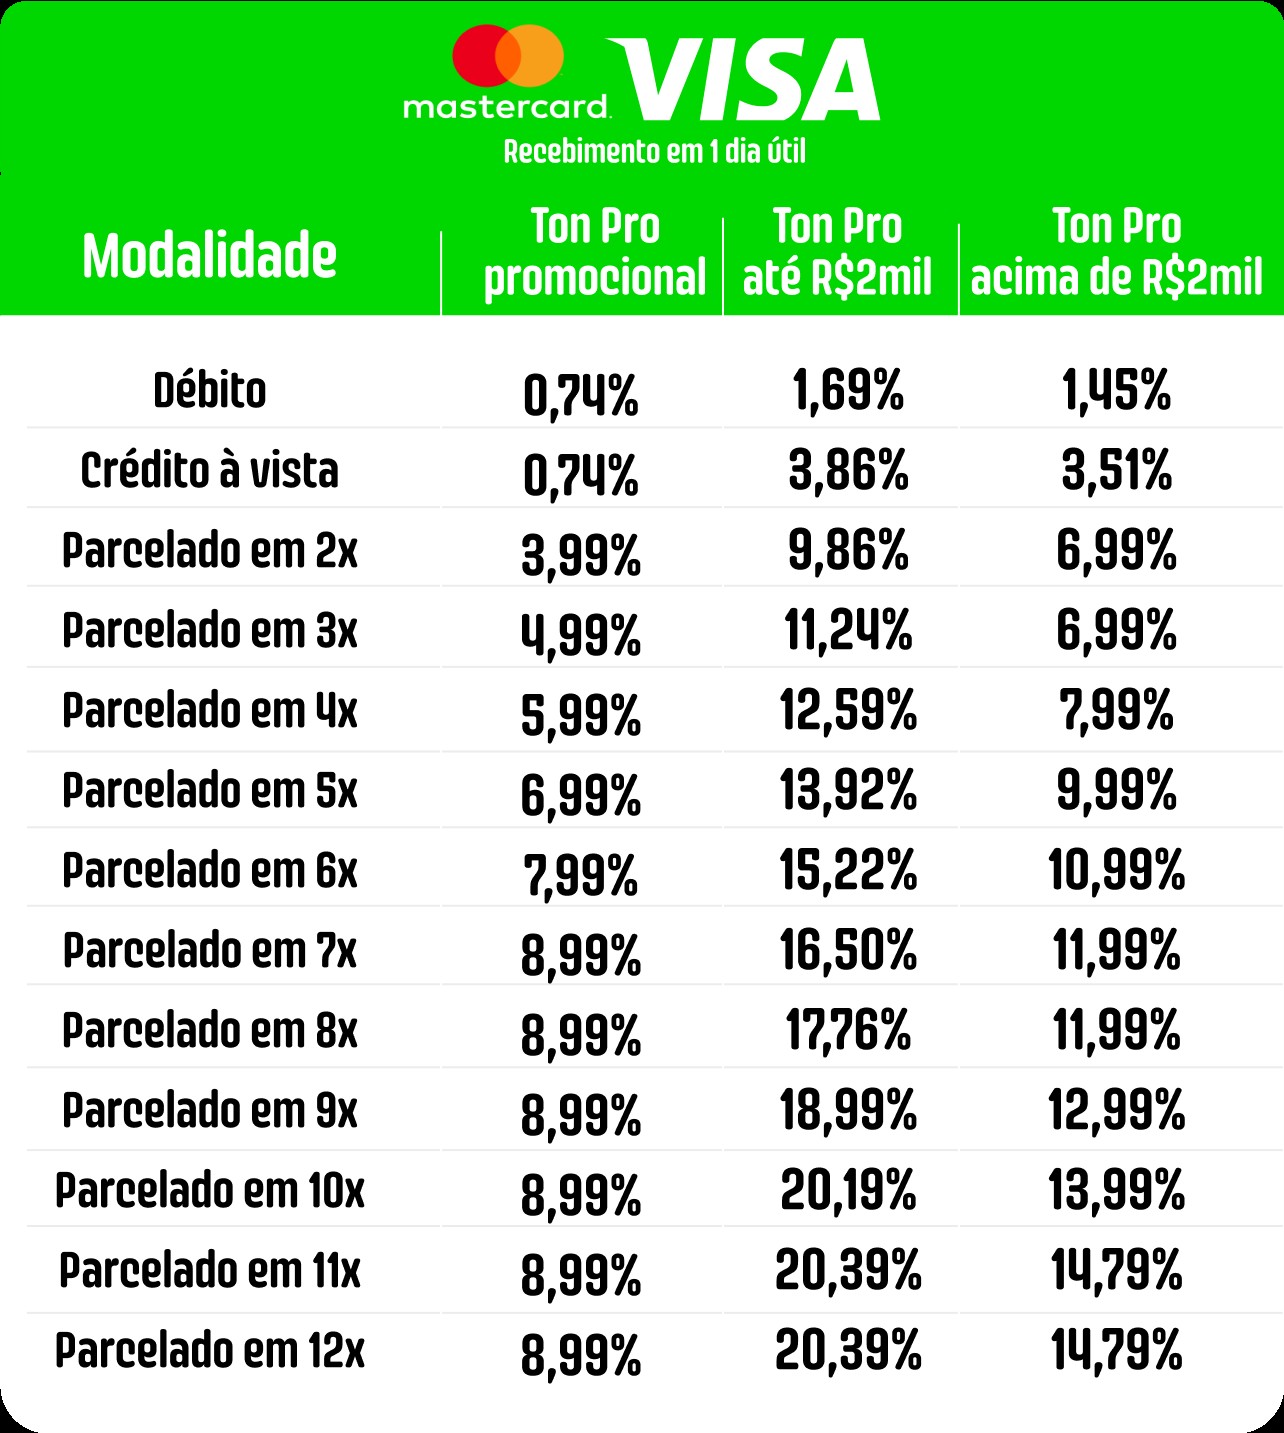 mastercard.
VISA
Recebimento em 1 dia útil
Modalidade
Ton Pro
promocional
Ton Pro
até R$2mil
Ton Pro
acima de R$2mil
Débito 0,74% 1,69% 1,45%
Crédito à vista 0,74% 3,86% 3,51%
Parcelado em 2x 3,99% 9,86% 6,99%
Parcelado em 3x 4,99% 11,24% 6,99%
Parcelado em 4x 5,99% 12,59% 7,99%
Parcelado em 5x 6,99% 13,92% 9,99%
Parcelado em 6x 7,99% 15,22% 10,99%
Parcelado em 7x 8,99% 16,50% 11,99%
Parcelado em 8x 8,99% 17,76% 11,99%
Parcelado em 9x 8,99% 18,99% 12,99%
Parcelado em 10x 8,99% 20,19% 13,99%
Parcelado em 11x 8,99% 20,39% 14,79%
Parcelado em 12x 8,99% 20,39% 14,79%